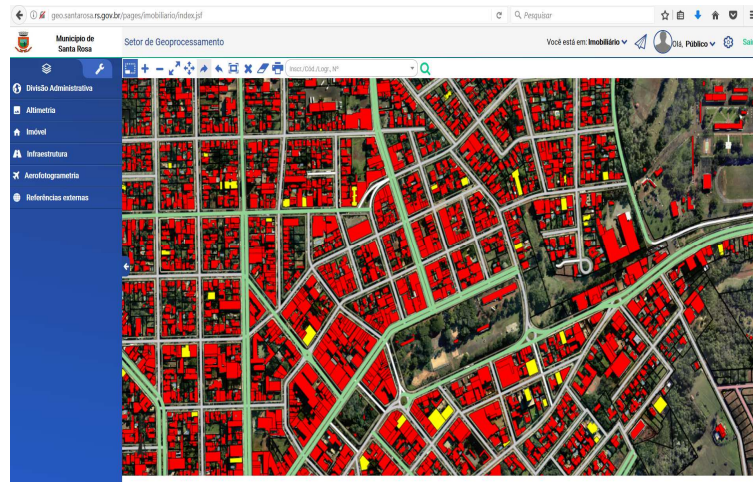 geo.santarosa.rs.gov.br/pages/imobiliario/index.jsf
Pesquisar
Município de
Santa Rosa
Setor de Geoprocessamento
Você está em: Imobiliário
Olá, Público
Sai
Inscr./Cód./Logr., Nº
Divisão Administrativa
Altimetria
Imóvel
Infraestrutura
Aerofotogrametria
Referências externas